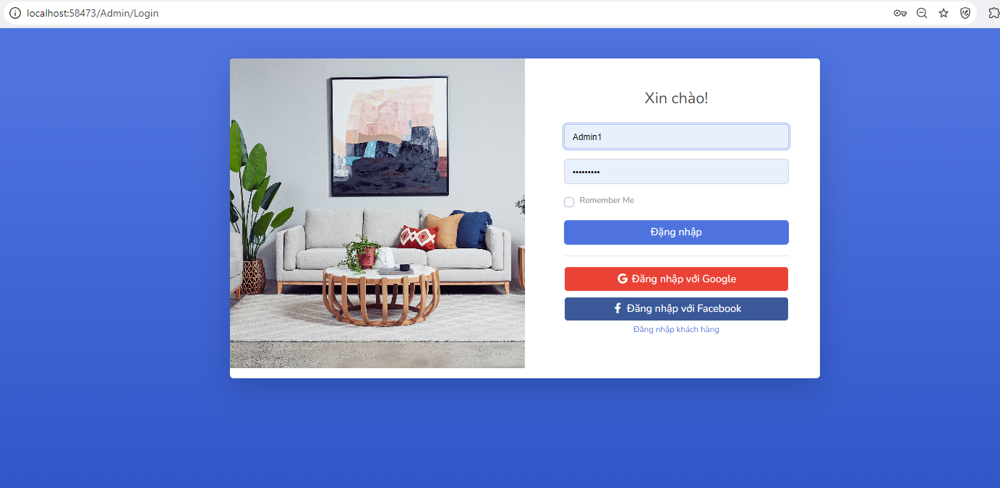 localhost:58473/Admin/Login
Xin chào!
Admin1
•••••••••
Remember Me
Đặng nhập
Đăng nhập với Google
Đăng nhập với Facebook
Đăng nhập khách hàng